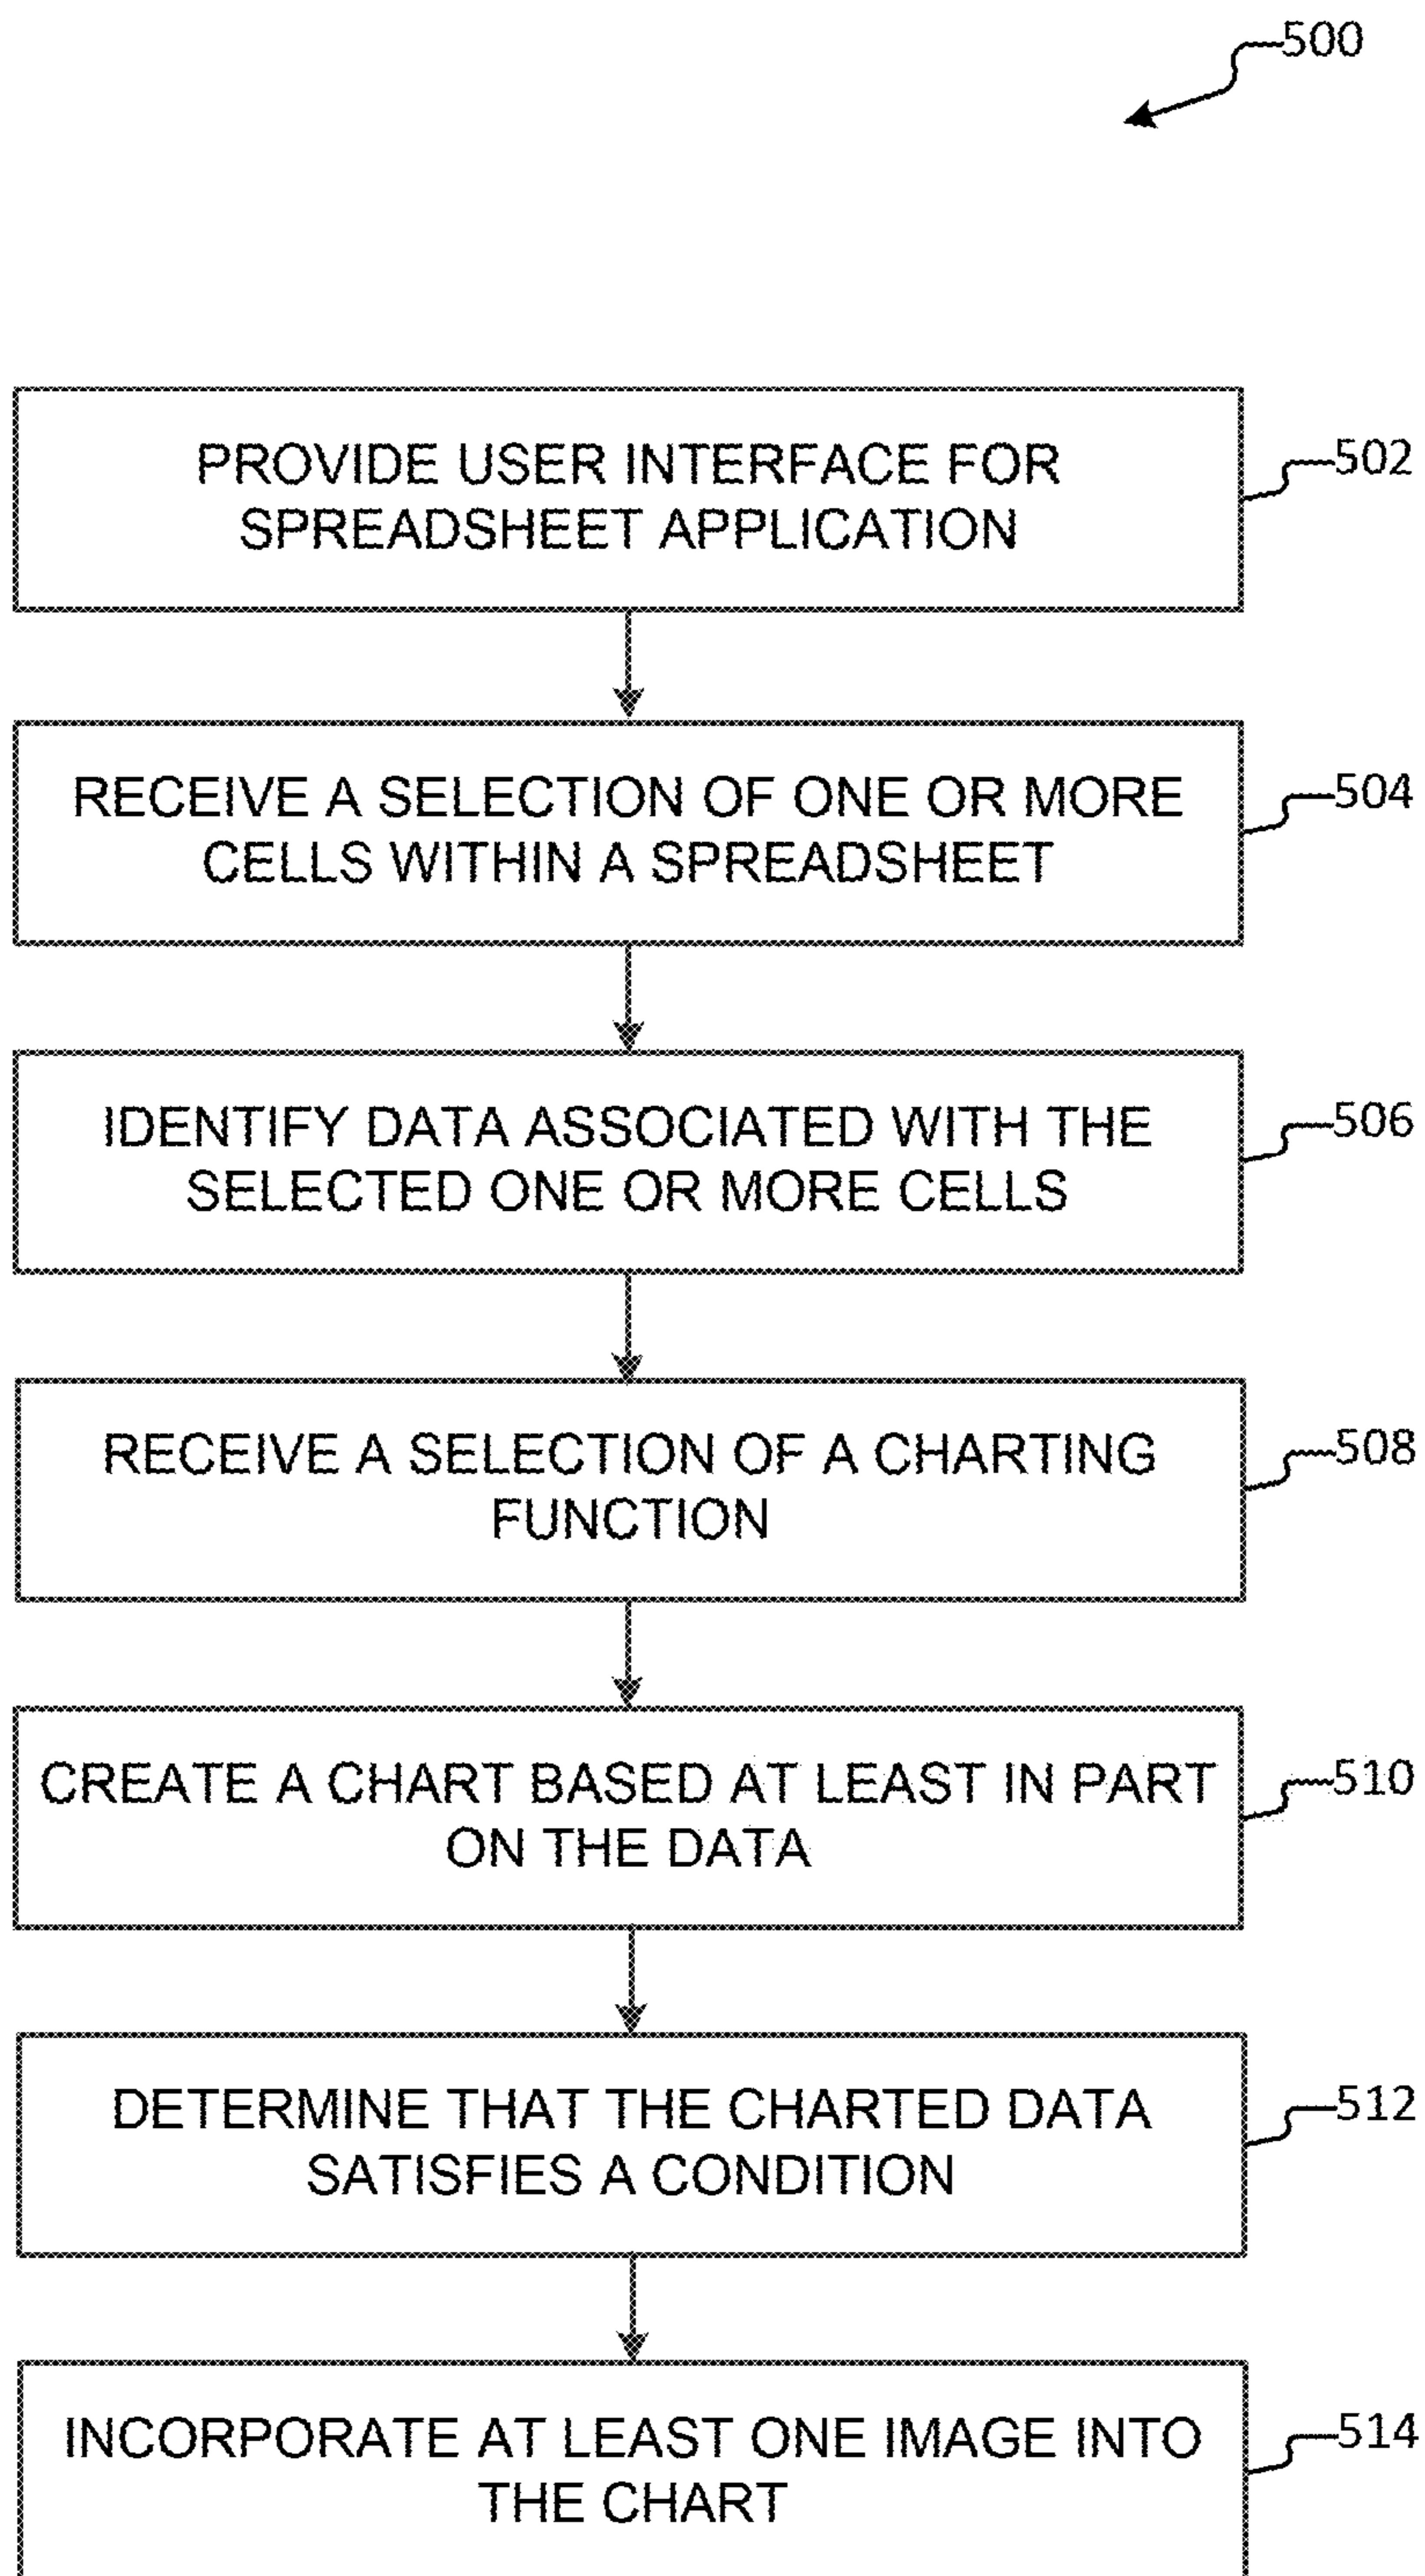 500
PROVIDE USER INTERFACE FOR
SPREADSHEET APPLICATION
502
RECEIVE A SELECTION OF ONE OR MORE
CELLS WITHIN A SPREADSHEET
504
IDENTIFY DATA ASSOCIATED WITH THE
SELECTED ONE OR MORE CELLS
506
RECEIVE A SELECTION OF A CHARTING
FUNCTION
508
CREATE A CHART BASED AT LEAST IN PART
ON THE DATA
510
DETERMINE THAT THE CHARTED DATA
SATISFIES A CONDITION
512
INCORPORATE AT LEAST ONE IMAGE INTO
THE CHART
514